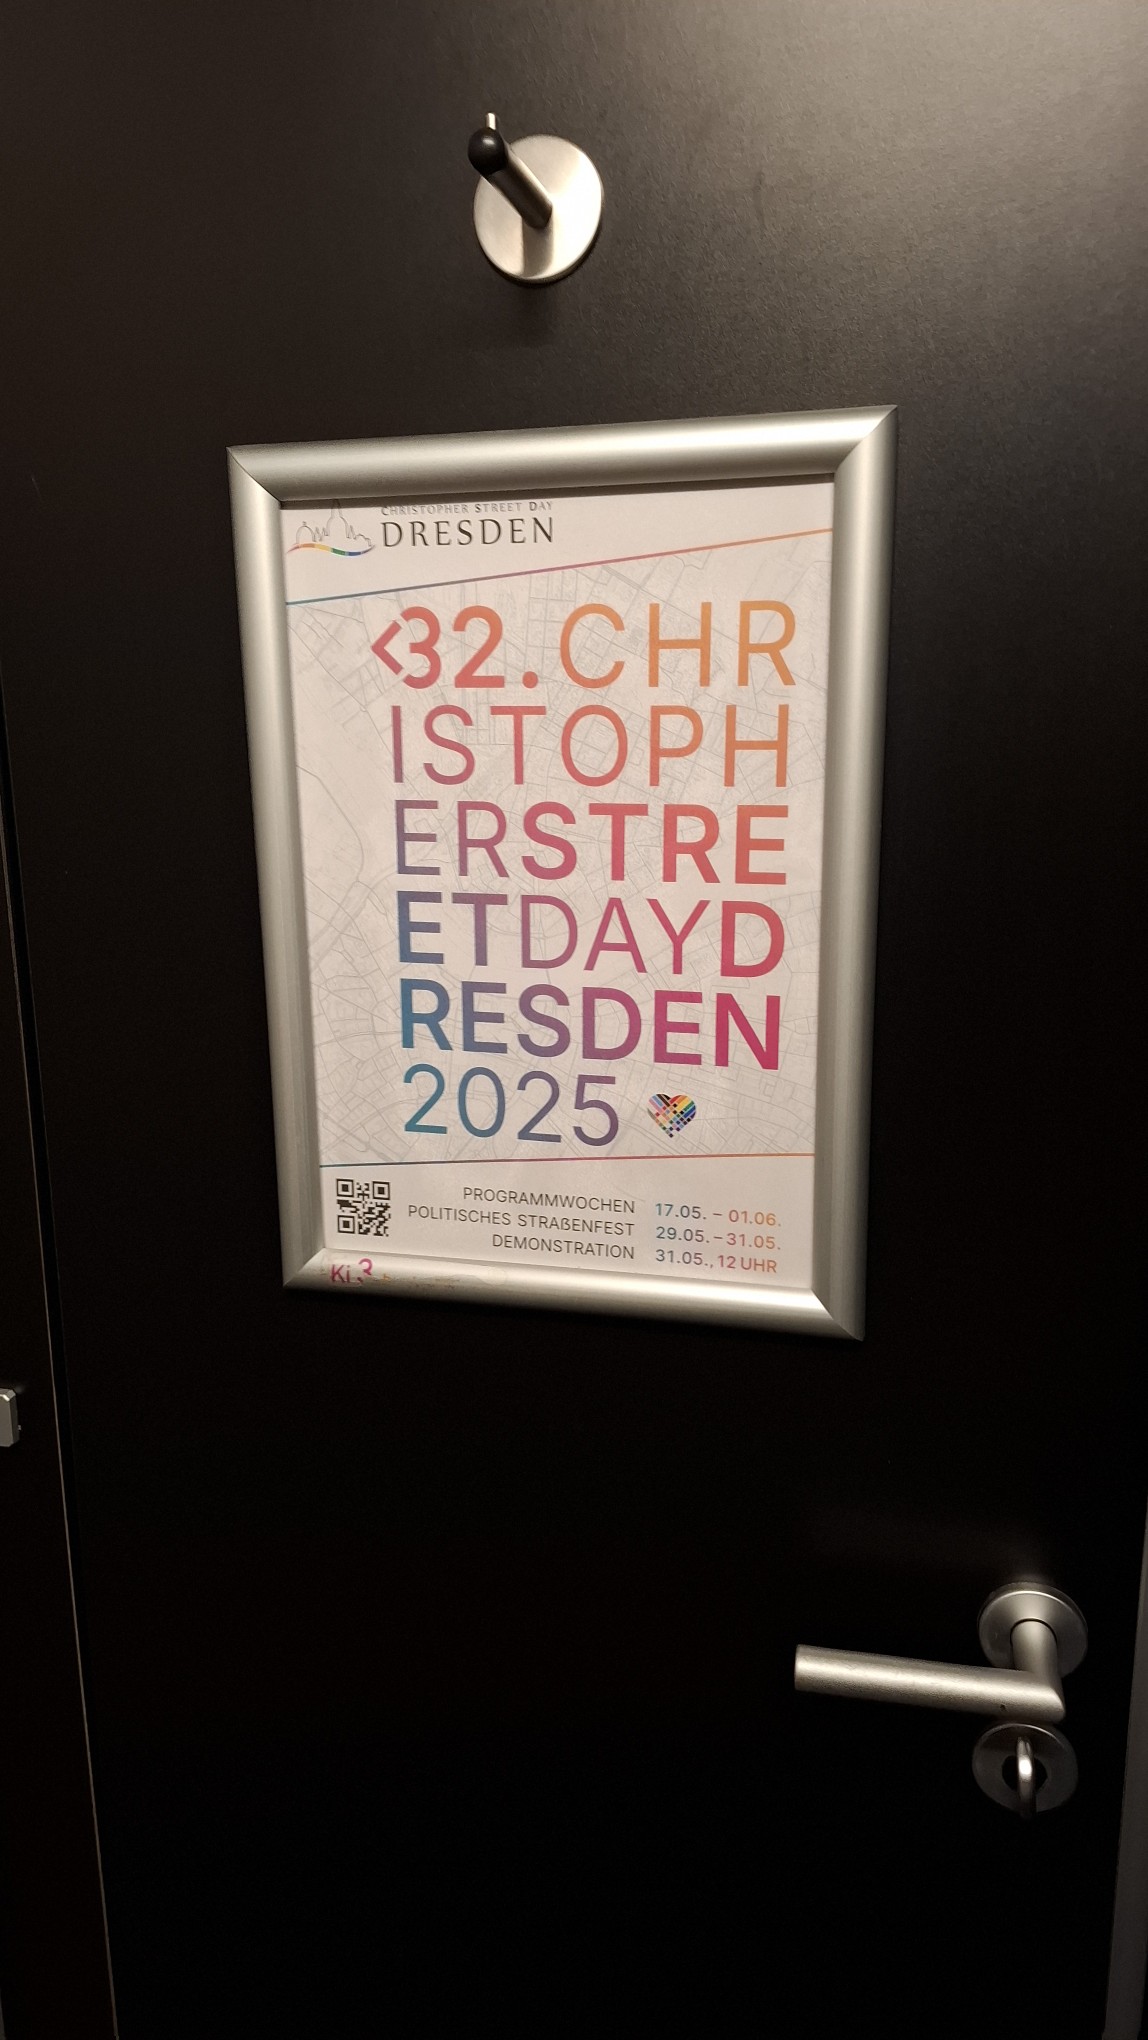 CHRISTOPHER STREET DAY
DRESDEN
<32. CHR
ISTOPH
ERSTRE
ETDAYD
RESDEN
2025
PROGRAMMWOCHEN 17.05. – 01.06.
POLITISCHES STRAßENFEST 29.05. – 31.05.
DEMONSTRATION 31.05., 12 UHR